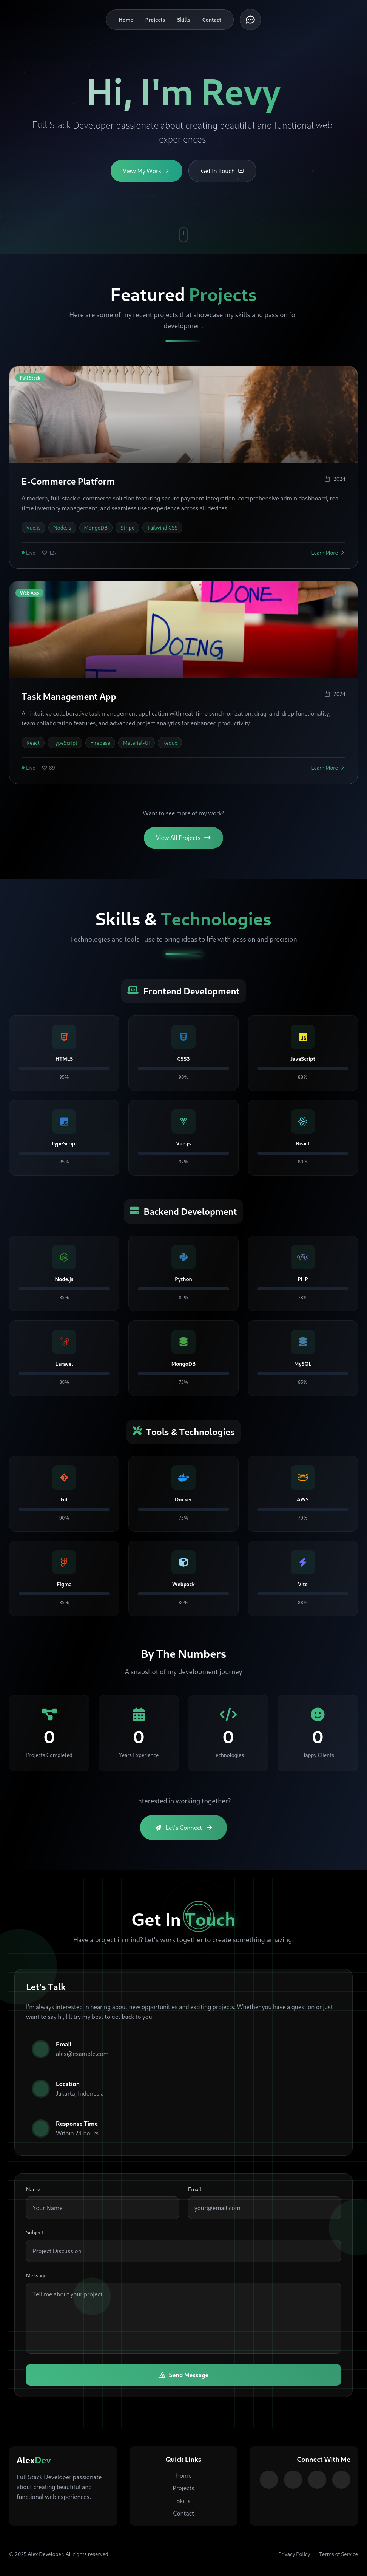 Home Projects Skills Contact
Hi, I'm Revy
Full Stack Developer passionate about creating beautiful and functional web
experiences
View My Work
Get In Touch
Featured Projects
Here are some of my recent projects that showcase my skills and passion for
development
Full Stack
E-Commerce Platform
2024
A modern, full-stack e-commerce solution featuring secure payment integration, comprehensive admin dashboard, real-
time inventory management, and seamless user experience across all devices.
Vue.js Node.js MongoDB Stripe Tailwind CSS
Live 127
Learn More
Web App
DONE
DOING
Task Management App
2024
An intuitive collaborative task management application with real-time synchronization, drag-and-drop functionality,
team collaboration features, and advanced project analytics for enhanced productivity.
React TypeScript Firebase Material-UI Redux
Live 89
Learn More
Want to see more of my work?
View All Projects
Skills & Technologies
Technologies and tools I use to bring ideas to life with passion and precision
Frontend Development
HTML5 CSS3 JavaScript
95% 90% 88%
TypeScript Vue.js React
85% 92% 80%
Backend Development
Node.js Python PHP
85% 82% 78%
Laravel MongoDB MySQL
80% 75% 85%
Tools & Technologies
Git Docker AWS
90% 75% 70%
Figma Webpack Vite
85% 80% 88%
By The Numbers
A snapshot of my development journey
0 0 0 0
Projects Completed Years Experience Technologies Happy Clients
Interested in working together?
Let's Connect
Get In Touch
Have a project in mind? Let's work together to create something amazing.
Let's Talk
I'm always interested in hearing about new opportunities and exciting projects. Whether you have a question or just
want to say hi, I'll try my best to get back to you!
Email
alex@example.com
Location
Jakarta, Indonesia
Response Time
Within 24 hours
Name Email
Your Name your@email.com
Subject
Project Discussion
Message
Tell me about your project...
Send Message
AlexDev
Full Stack Developer passionate
about creating beautiful and
functional web experiences.
Quick Links
Home
Projects
Skills
Contact
Connect With Me
© 2025 Alex Developer. All rights reserved.
Privacy Policy Terms of Service